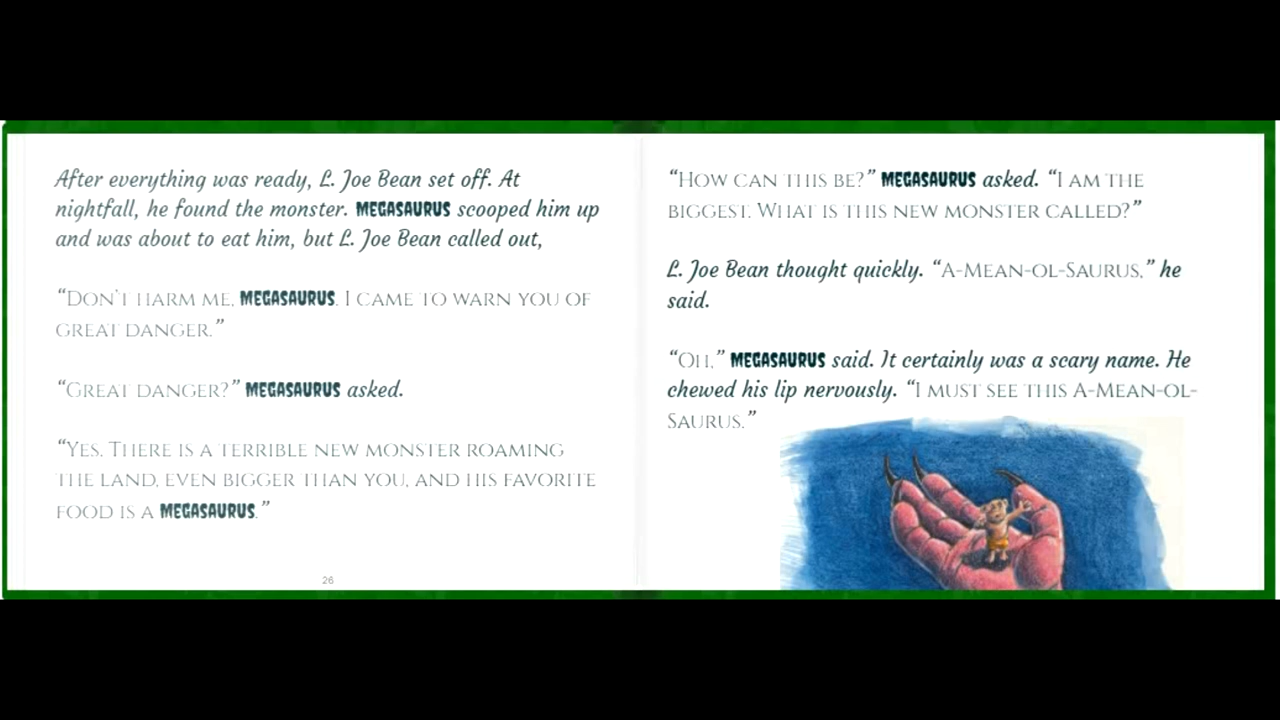 After everything was ready, L. Joe Bean set off. At
nightfall, he found the monster. MEGASAURUS scooped him up
and was about to eat him, but L. Joe Bean called out,
“Don’t harm me, MEGASAURUS. I came to warn you of
great danger.”
“Great danger?” MEGASAURUS asked.
“Yes. There is a terrible new monster roaming
the land, even bigger than you, and his favorite
food is a MEGASAURUS.”
26
“How can this be?” MEGASAURUS asked. “I am the
biggest. What is this new monster called?”
L. Joe Bean thought quickly. “A-Mean-ol-Saurus,” he
said.
“Oh,” MEGASAURUS said. It certainly was a scary name. He
chewed his lip nervously. “I must see this A-Mean-ol-
Saurus.”